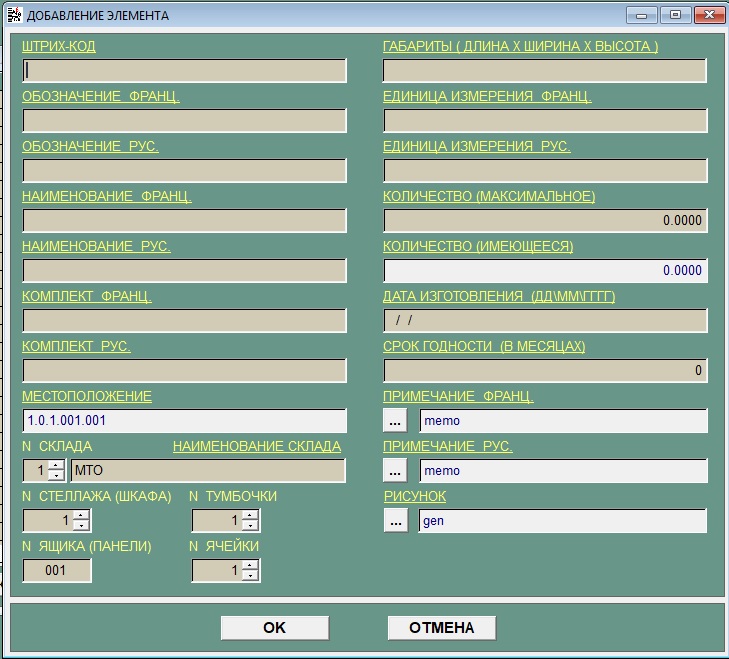 ДОБАВЛЕНИЕ ЭЛЕМЕНТА
ШТРИХ-КОД
ОБОЗНАЧЕНИЕ ФРАНЦ.
ОБОЗНАЧЕНИЕ РУС.
НАИМЕНОВАНИЕ ФРАНЦ.
НАИМЕНОВАНИЕ РУС.
КОМПЛЕКТ ФРАНЦ.
КОМПЛЕКТ РУС.
МЕСТОПОЛОЖЕНИЕ
1.0.1.001.001
N СКЛАДА НАИМЕНОВАНИЕ СКЛАДА
1 МТО
N СТЕЛЛАЖА (ШКАФА) N ТУМБОЧКИ
1 1
N ЯЩИКА (ПАНЕЛИ) N ЯЧЕЙКИ
001 1
ГАБАРИТЫ ( ДЛИНА X ШИРИНА X ВЫСОТА )
ЕДИНИЦА ИЗМЕРЕНИЯ ФРАНЦ.
ЕДИНИЦА ИЗМЕРЕНИЯ РУС.
КОЛИЧЕСТВО (МАКСИМАЛЬНОЕ)
0.0000
КОЛИЧЕСТВО (ИМЕЮЩЕЕСЯ)
0.0000
ДАТА ИЗГОТОВЛЕНИЯ (ДД\ММ\ГГГГ)
/ /
СРОК ГОДНОСТИ (В МЕСЯЦАХ)
0
ПРИМЕЧАНИЕ ФРАНЦ.
... memo
ПРИМЕЧАНИЕ РУС.
... memo
РИСУНОК
... gen
OK ОТМЕНА